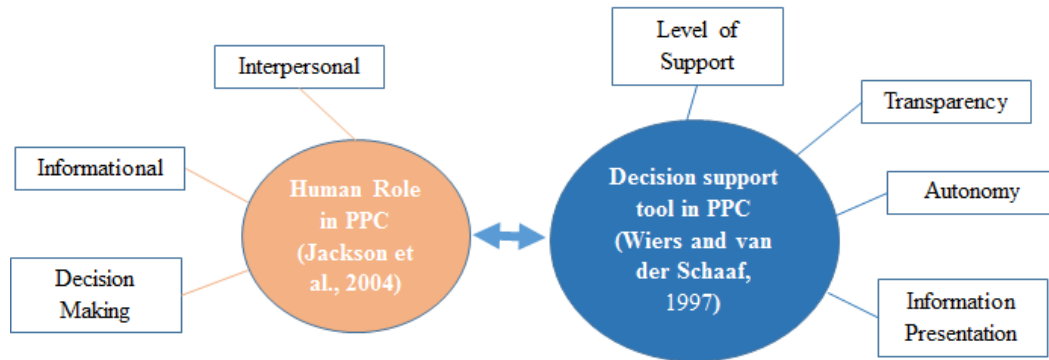 Interpersonal
Informational
Decision
Making
Human Role
in PPC
(Jackson et
al., 2004)
Level of
Support
Transparency
Autonomy
Information
Presentation
Decision support
tool in PPC
(Wiers and van
der Schaaf,
1997)